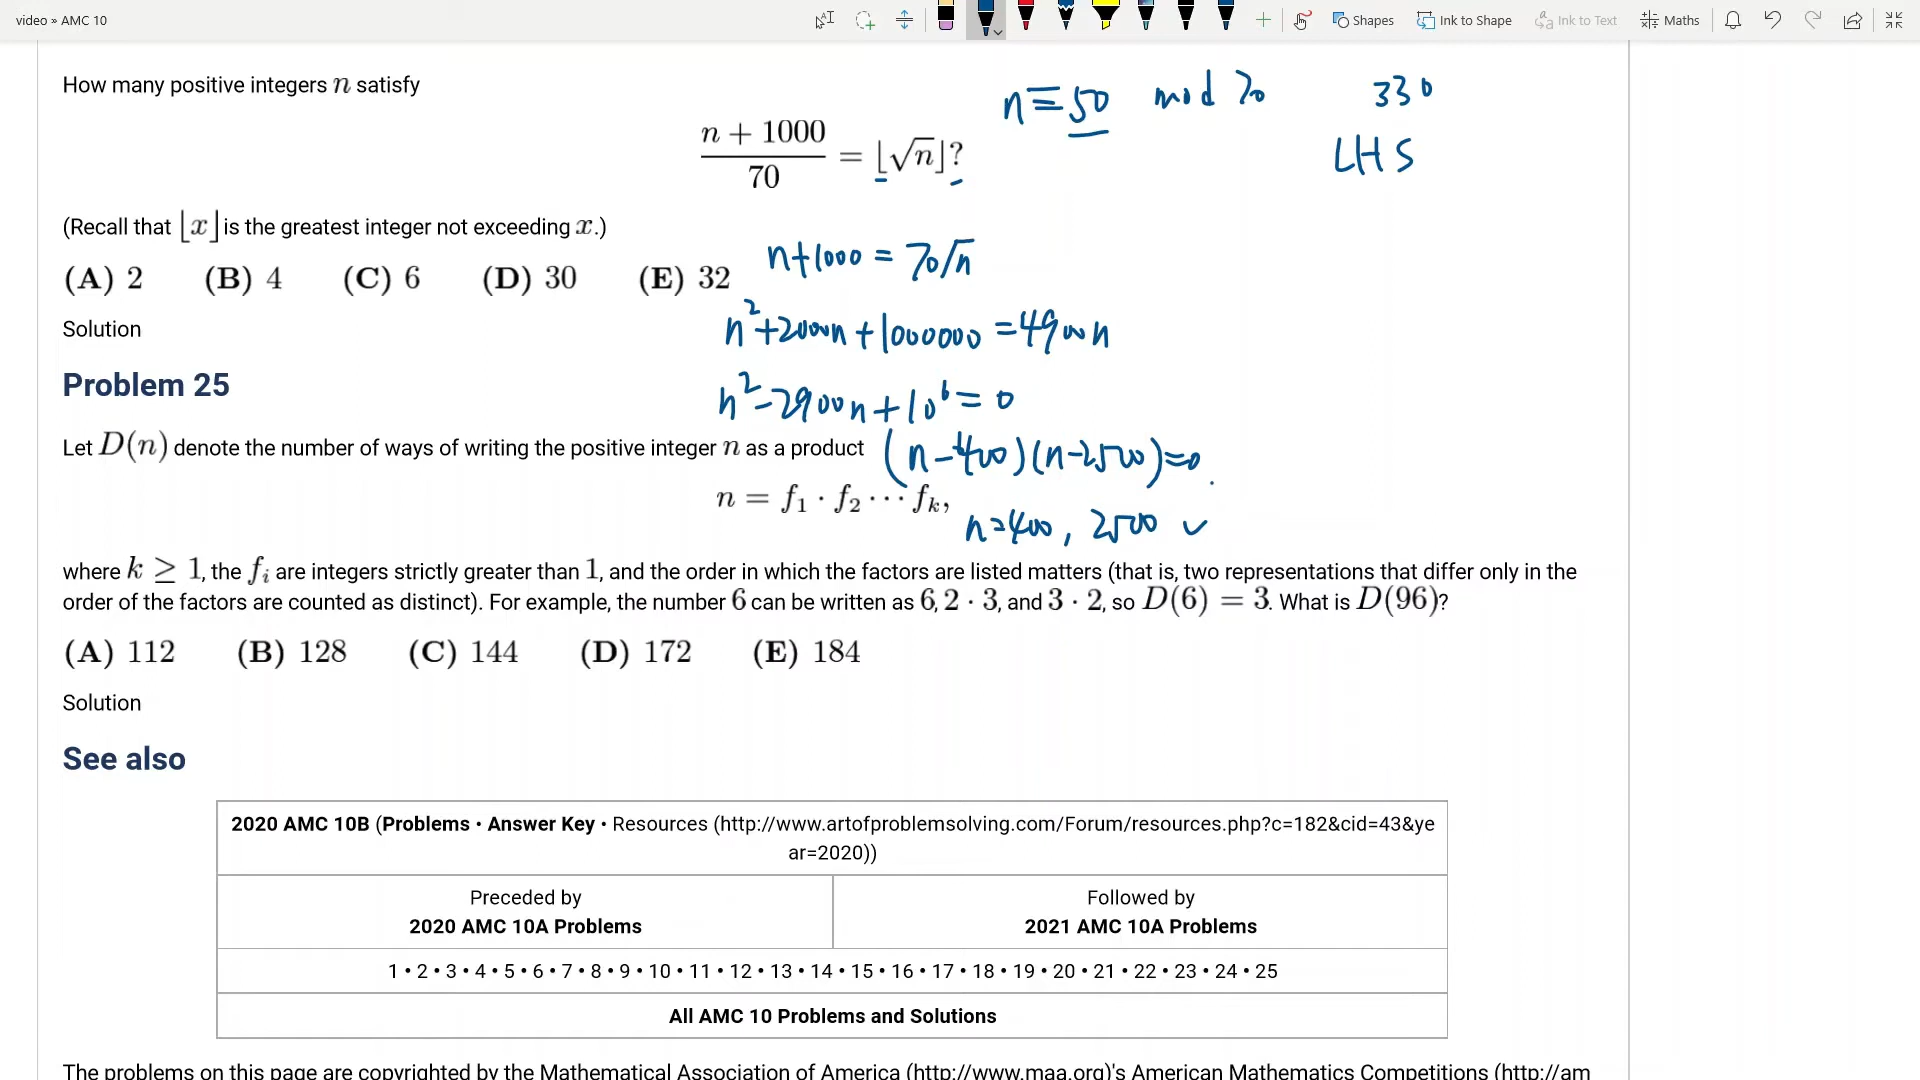 video » AMC 10
Shapes
Ink to Shape
Ink to Text
Maths
How many positive integers n satisfy
n + 1000 / 70 = ⌊√n⌋?
(Recall that ⌊x⌋ is the greatest integer not exceeding x.)
(A) 2 (B) 4 (C) 6 (D) 30 (E) 32
n≡50 mod 70
330
LHS
n+1000 = 70√n
n²+2000n+1000000=4900n
n²-2900n+10⁶=0
(n-400)(n-2500)=0
n=400, 2500 ✓
Solution
Problem 25
Let D(n) denote the number of ways of writing the positive integer n as a product
n = f₁ · f₂ ··· fₖ,
where k ≥ 1, the fᵢ are integers strictly greater than 1, and the order in which the factors are listed matters (that is, two representations that differ only in the
order of the factors are counted as distinct). For example, the number 6 can be written as 6, 2 · 3, and 3 · 2, so D(6) = 3. What is D(96)?
(A) 112 (B) 128 (C) 144 (D) 172 (E) 184
Solution
See also
2020 AMC 10B (Problems • Answer Key • Resources (http://www.artofproblemsolving.com/Forum/resources.php?c=182&cid=43&ye
ar=2020))
Preceded by
2020 AMC 10A Problems
Followed by
2021 AMC 10A Problems
1 • 2 • 3 • 4 • 5 • 6 • 7 • 8 • 9 • 10 • 11 • 12 • 13 • 14 • 15 • 16 • 17 • 18 • 19 • 20 • 21 • 22 • 23 • 24 • 25
All AMC 10 Problems and Solutions
The problems on this page are copyrighted by the Mathematical Association of America (http://www.maa.org)'s American Mathematics Competitions (http://am